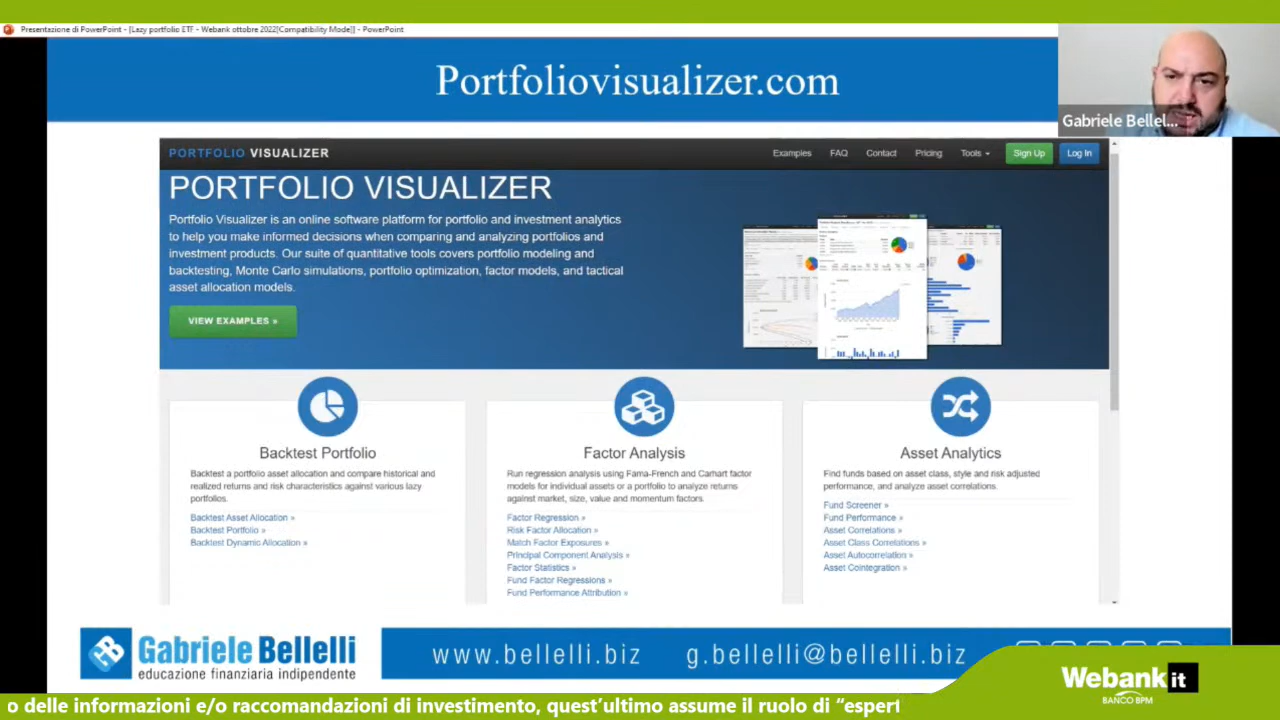 Presentazione di PowerPoint - [Lazy portfolio ETF - Webank ottobre 2022[Compatibility Mode]] - PowerPoint
Portfoliovisualizer.com
Gabriele Bellel...
PORTFOLIO VISUALIZER
Examples FAQ Contact Pricing Tools Sign Up Log In
PORTFOLIO VISUALIZER
Portfolio Visualizer is an online software platform for portfolio and investment analytics
to help you make informed decisions when comparing and analyzing portfolios and
investment products. Our suite of quantitative tools covers portfolio modeling and
backtesting, Monte Carlo simulations, portfolio optimization, factor models, and tactical
asset allocation models.
VIEW EXAMPLES »
Backtest Portfolio
Backtest a portfolio asset allocation and compare historical and
realized returns and risk characteristics against various lazy
portfolios.
Backtest Asset Allocation »
Backtest Portfolio »
Backtest Dynamic Allocation »
Factor Analysis
Run regression analysis using Fama-French and Carhart factor
models for individual assets or a portfolio to analyze returns
against market, size, value and momentum factors.
Factor Regression »
Risk Factor Allocation »
Match Factor Exposures »
Principal Component Analysis »
Factor Statistics »
Fund Factor Regressions »
Fund Performance Attribution »
Asset Analytics
Find funds based on asset class, style and risk adjusted
performance, and analyze asset correlations.
Fund Screener »
Fund Performance »
Asset Correlations »
Asset Class Correlations »
Asset Autocorrelation »
Asset Cointegration »
Gabriele Bellelli
educazione finanziaria indipendente
www.bellelli.biz g.bellelli@bellelli.biz
Webank it
BANCO BPM
o delle informazioni e/o raccomandazioni di investimento, quest'ultimo assume il ruolo di "espert